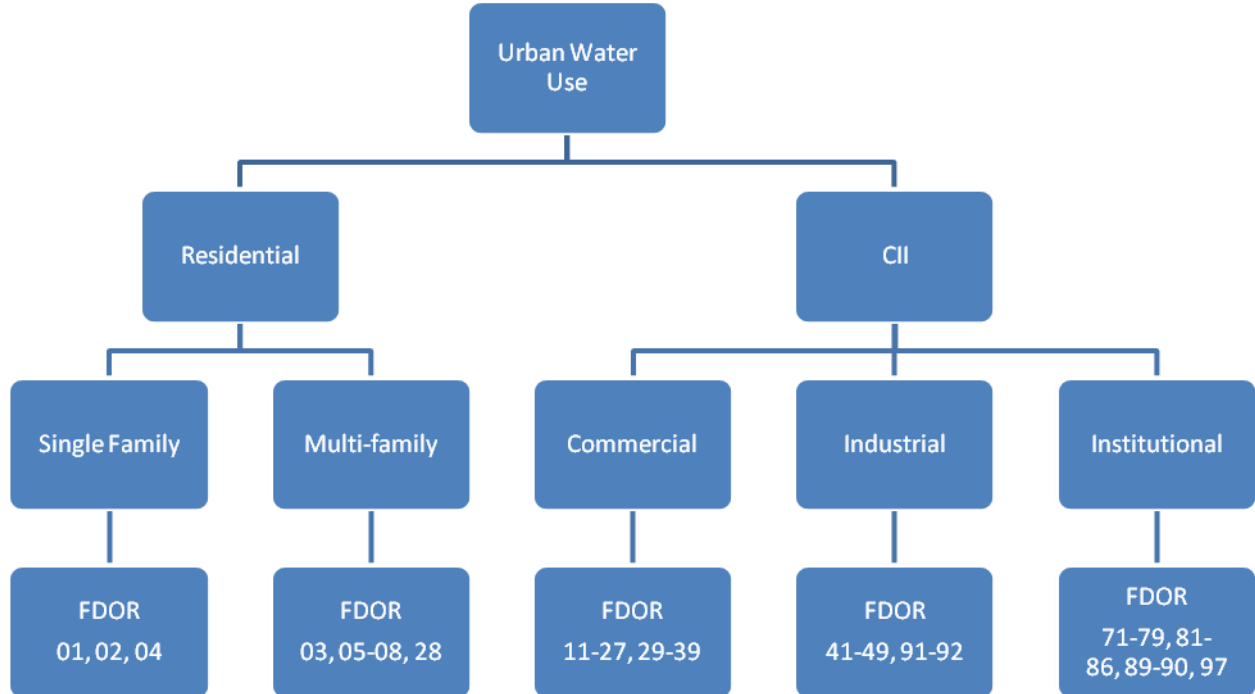 Urban Water
Use
Residential
CII
Single Family
Multi-family
Commercial
Industrial
Institutional
FDOR
01, 02, 04
FDOR
03, 05-08, 28
FDOR
11-27, 29-39
FDOR
41-49, 91-92
FDOR
71-79, 81-
86, 89-90, 97